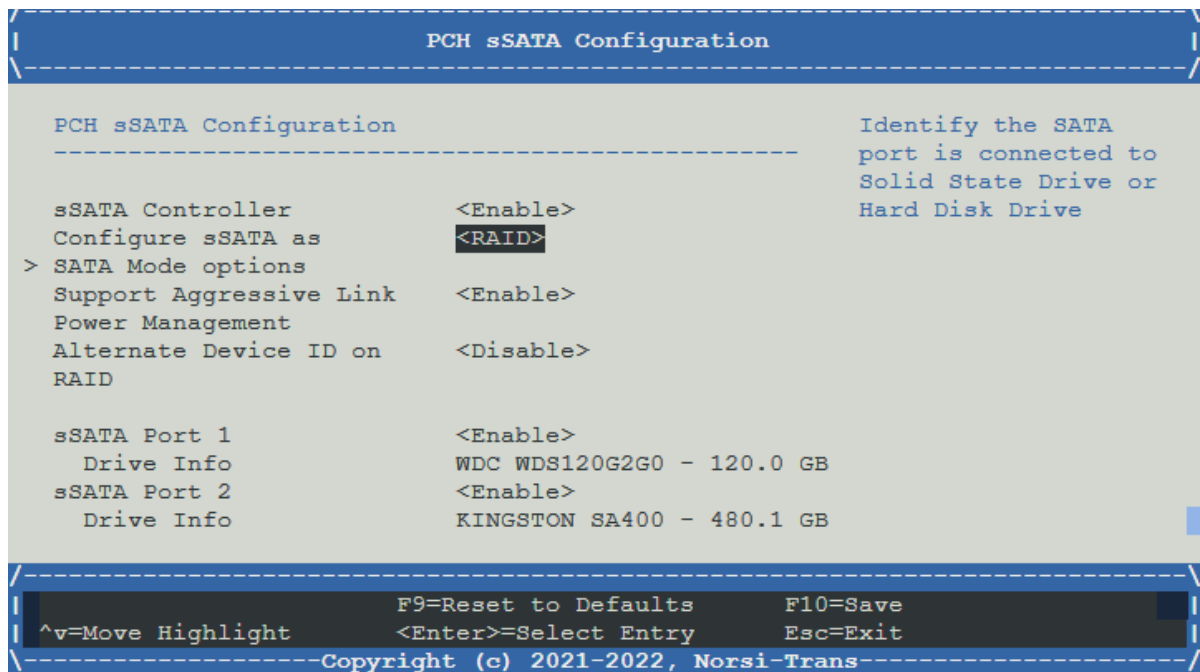 PCH sSATA Configuration
PCH sSATA Configuration
Identify the SATA
port is connected to
Solid State Drive or
Hard Disk Drive
sSATA Controller <Enable>
Configure sSATA as <RAID>
> SATA Mode options
Support Aggressive Link <Enable>
Power Management
Alternate Device ID on <Disable>
RAID
sSATA Port 1 <Enable>
Drive Info WDC WDS120G2G0 - 120.0 GB
sSATA Port 2 <Enable>
Drive Info KINGSTON SA400 - 480.1 GB
F9=Reset to Defaults F10=Save
^v=Move Highlight <Enter>=Select Entry Esc=Exit
Copyright (c) 2021-2022, Norsi-Trans